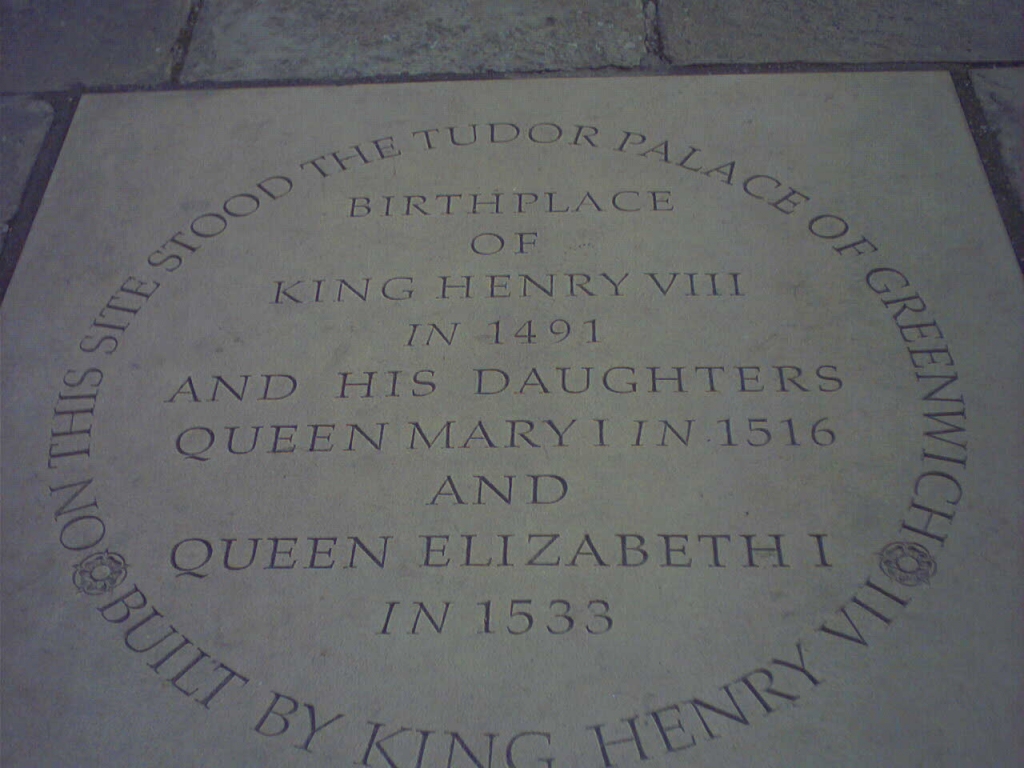 ON THIS SITE STOOD THE TUDOR PALACE OF GREENWICH
BIRTHPLACE
OF
KING HENRY VIII
IN 1491
AND HIS DAUGHTERS
QUEEN MARY I IN 1516
AND
QUEEN ELIZABETH I
IN 1533
BUILT BY KING HENRY VII